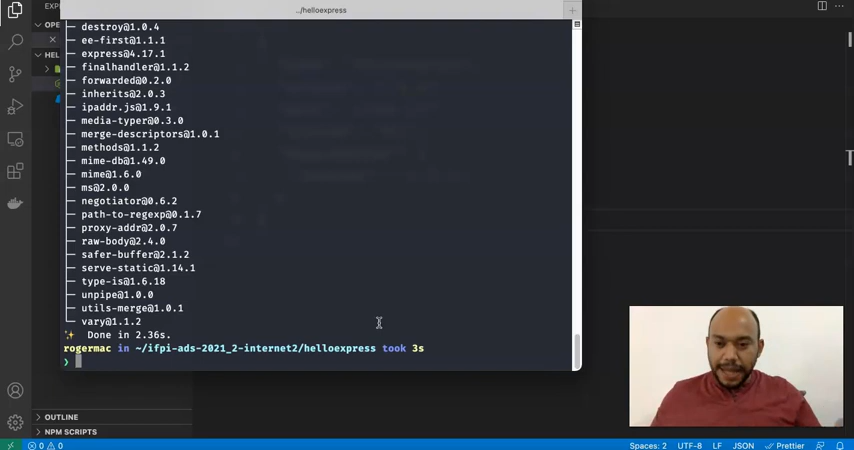 EXP
../helloexpress
+
OPE
HEL
├─ destroy@1.0.4
├─ ee-first@1.1.1
├─ express@4.17.1
├─ finalhandler@1.1.2
├─ forwarded@0.2.0
├─ inherits@2.0.3
├─ ipaddr.js@1.9.1
├─ media-typer@0.3.0
├─ merge-descriptors@1.0.1
├─ methods@1.1.2
├─ mime-db@1.49.0
├─ mime@1.6.0
├─ ms@2.0.0
├─ negotiator@0.6.2
├─ path-to-regexp@0.1.7
├─ proxy-addr@2.0.7
├─ raw-body@2.4.0
├─ safer-buffer@2.1.2
├─ serve-static@1.14.1
├─ type-is@1.6.18
├─ unpipe@1.0.0
├─ utils-merge@1.0.1
└─ vary@1.1.2
✨ Done in 2.36s.
rogermac in ~/ifpi-ads-2021_2-internet2/helloexpress took 3s
❯
OUTLINE
NPM SCRIPTS
0 0 Spaces: 2 UTF-8 LF JSON Prettier